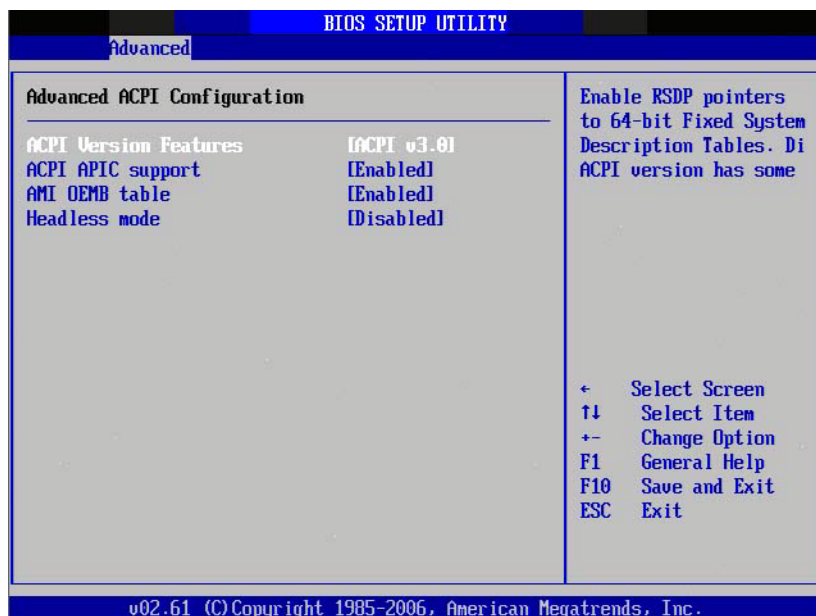 BIOS SETUP UTILITY
Advanced
Advanced ACPI Configuration
ACPI Version Features [ACPI v3.0]
ACPI APIC support [Enabled]
AMI OEMB table [Enabled]
Headless mode [Disabled]
Enable RSDP pointers
to 64-bit Fixed System
Description Tables. Di
ACPI version has some
← Select Screen
↑↓ Select Item
+- Change Option
F1 General Help
F10 Save and Exit
ESC Exit
v02.61 (C)Copyright 1985-2006, American Megatrends, Inc.